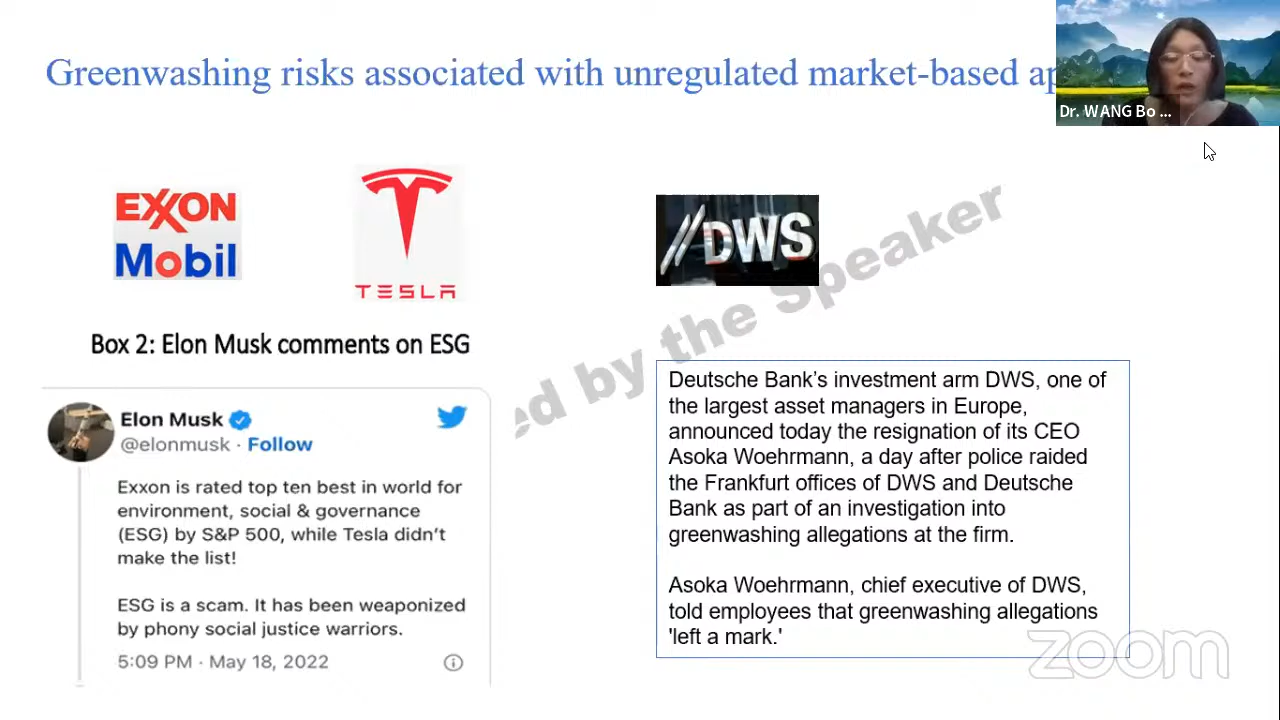 Greenwashing risks associated with unregulated market-based
Dr. WANG Bo ...
EXXON
Mobil
TESLA
//DWS
ed by the Speaker
Box 2: Elon Musk comments on ESG
Elon Musk
@elonmusk · Follow
Exxon is rated top ten best in world for
environment, social & governance
(ESG) by S&P 500, while Tesla didn't
make the list!
ESG is a scam. It has been weaponized
by phony social justice warriors.
5:09 PM · May 18, 2022
Deutsche Bank's investment arm DWS, one of
the largest asset managers in Europe,
announced today the resignation of its CEO
Asoka Woehrmann, a day after police raided
the Frankfurt offices of DWS and Deutsche
Bank as part of an investigation into
greenwashing allegations at the firm.
Asoka Woehrmann, chief executive of DWS,
told employees that greenwashing allegations
'left a mark.'
zoom